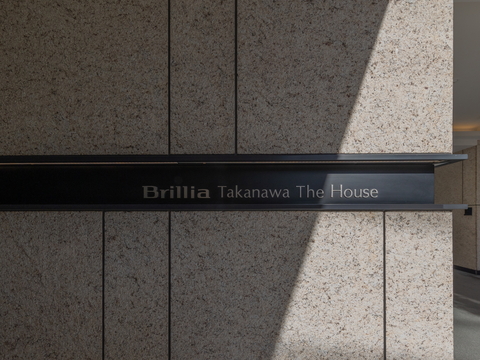 Brillia Takanawa The House